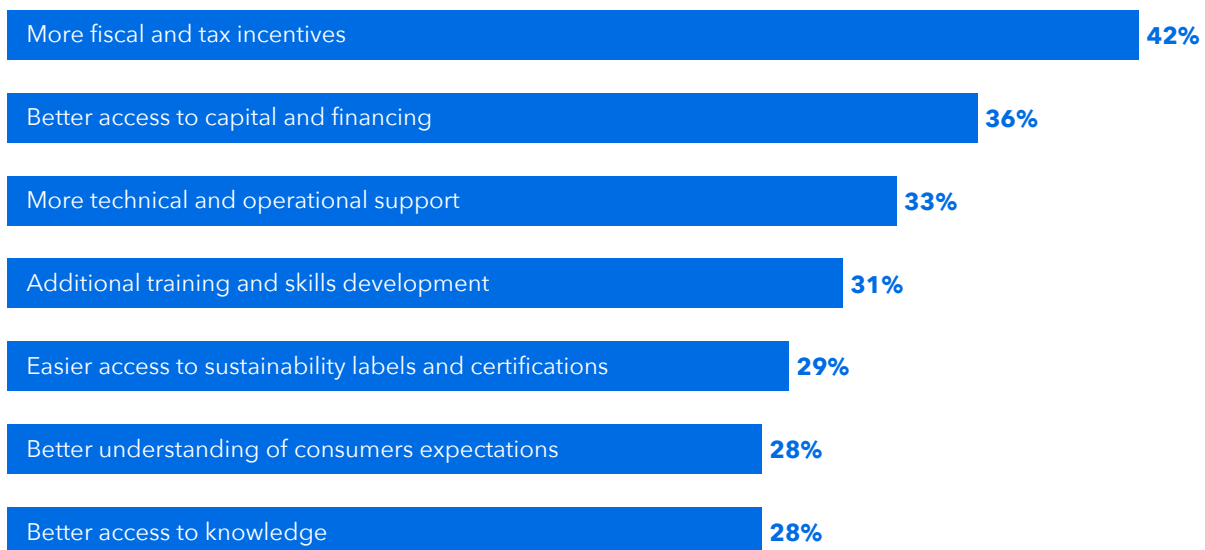 More fiscal and tax incentives 42%
Better access to capital and financing 36%
More technical and operational support 33%
Additional training and skills development 31%
Easier access to sustainability labels and certifications 29%
Better understanding of consumers expectations 28%
Better access to knowledge 28%